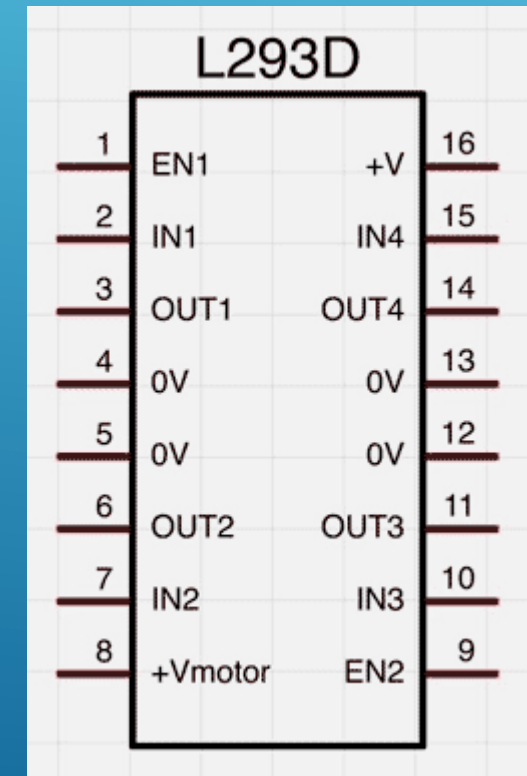 L293D
1 EN1 +V 16
2 IN1 IN4 15
3 OUT1 OUT4 14
4 0V 0V 13
5 0V 0V 12
6 OUT2 OUT3 11
7 IN2 IN3 10
8 +Vmotor EN2 9